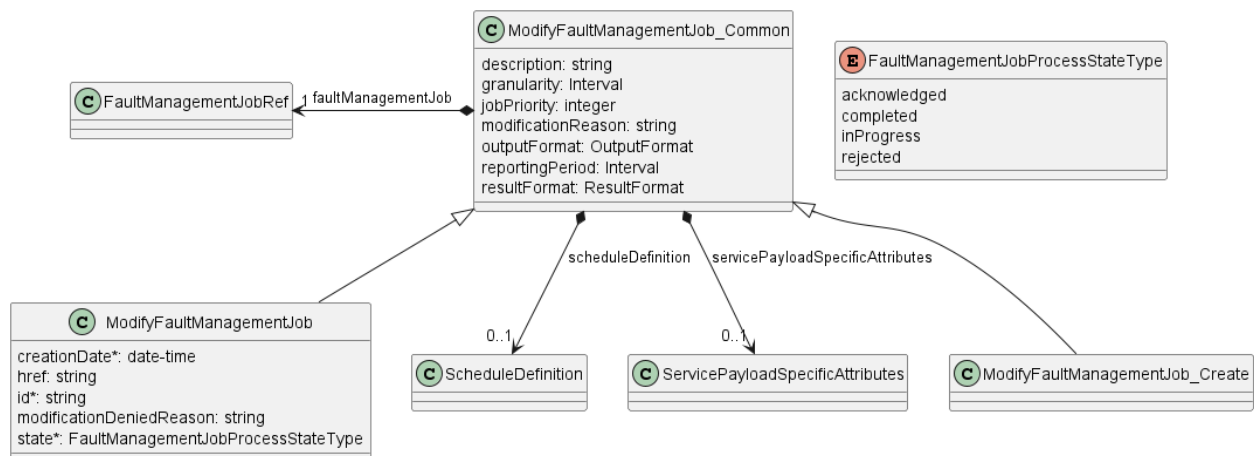 C ModifyFaultManagementJob_Common
description: string
granularity: Interval
jobPriority: integer
modificationReason: string
outputFormat: OutputFormat
reportingPeriod: Interval
resultFormat: ResultFormat
E FaultManagementJobProcessStateType
acknowledged
completed
inProgress
rejected
C FaultManagementJobRef
1 faultManagementJob
scheduleDefinition
servicePayloadSpecificAttributes
0..1
0..1
C ModifyFaultManagementJob
creationDate*: date-time
href: string
id*: string
modificationDeniedReason: string
state*: FaultManagementJobProcessStateType
C ScheduleDefinition
C ServicePayloadSpecificAttributes
C ModifyFaultManagementJob_Create